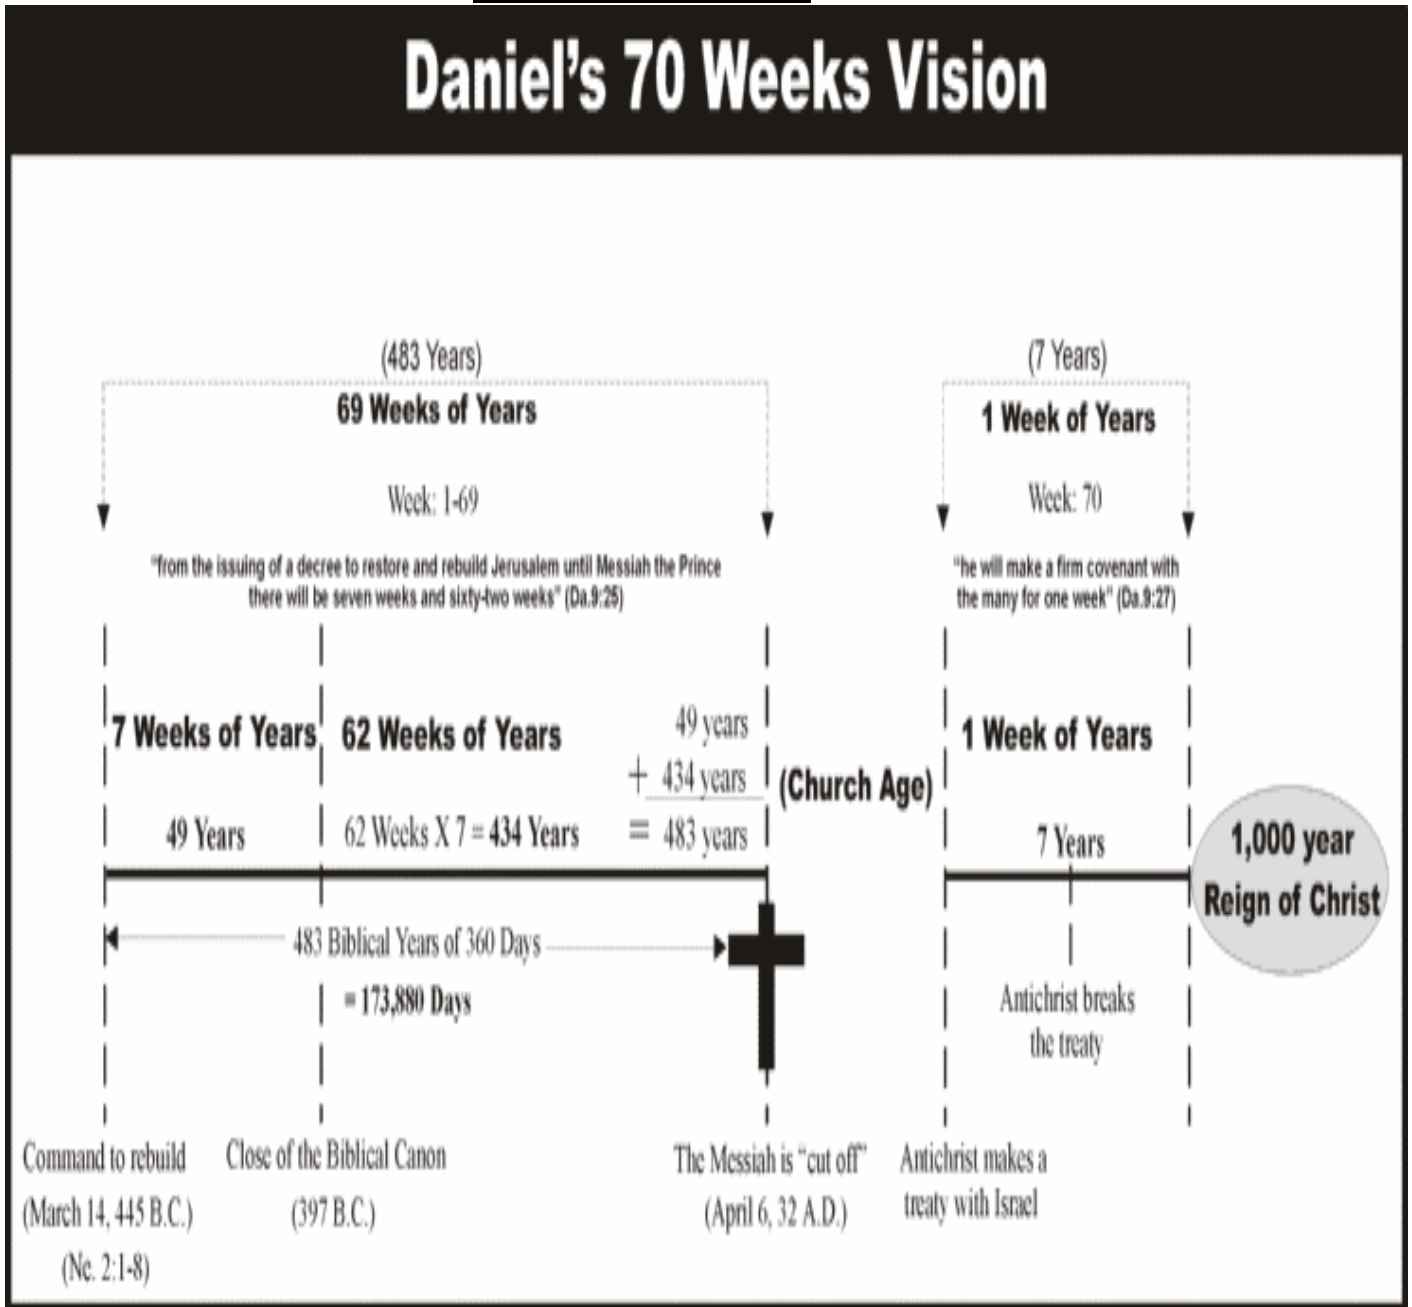 Daniel's 70 Weeks Vision
(483 Years)
69 Weeks of Years
Week: 1-69
"from the issuing of a decree to restore and rebuild Jerusalem until Messiah the Prince
there will be seven weeks and sixty-two weeks" (Da.9:25)
(7 Years)
1 Week of Years
Week: 70
"he will make a firm covenant with
the many for one week" (Da.9:27)
7 Weeks of Years
49 Years
62 Weeks of Years
62 Weeks X 7 = 434 Years
49 years
+ 434 years
= 483 years
(Church Age)
1 Week of Years
7 Years
1,000 year
Reign of Christ
483 Biblical Years of 360 Days
= 173,880 Days
Antichrist breaks
the treaty
Command to rebuild
(March 14, 445 B.C.)
(Ne. 2:1-8)
Close of the Biblical Canon
(397 B.C.)
The Messiah is "cut off"
(April 6, 32 A.D.)
Antichrist makes a
treaty with Israel